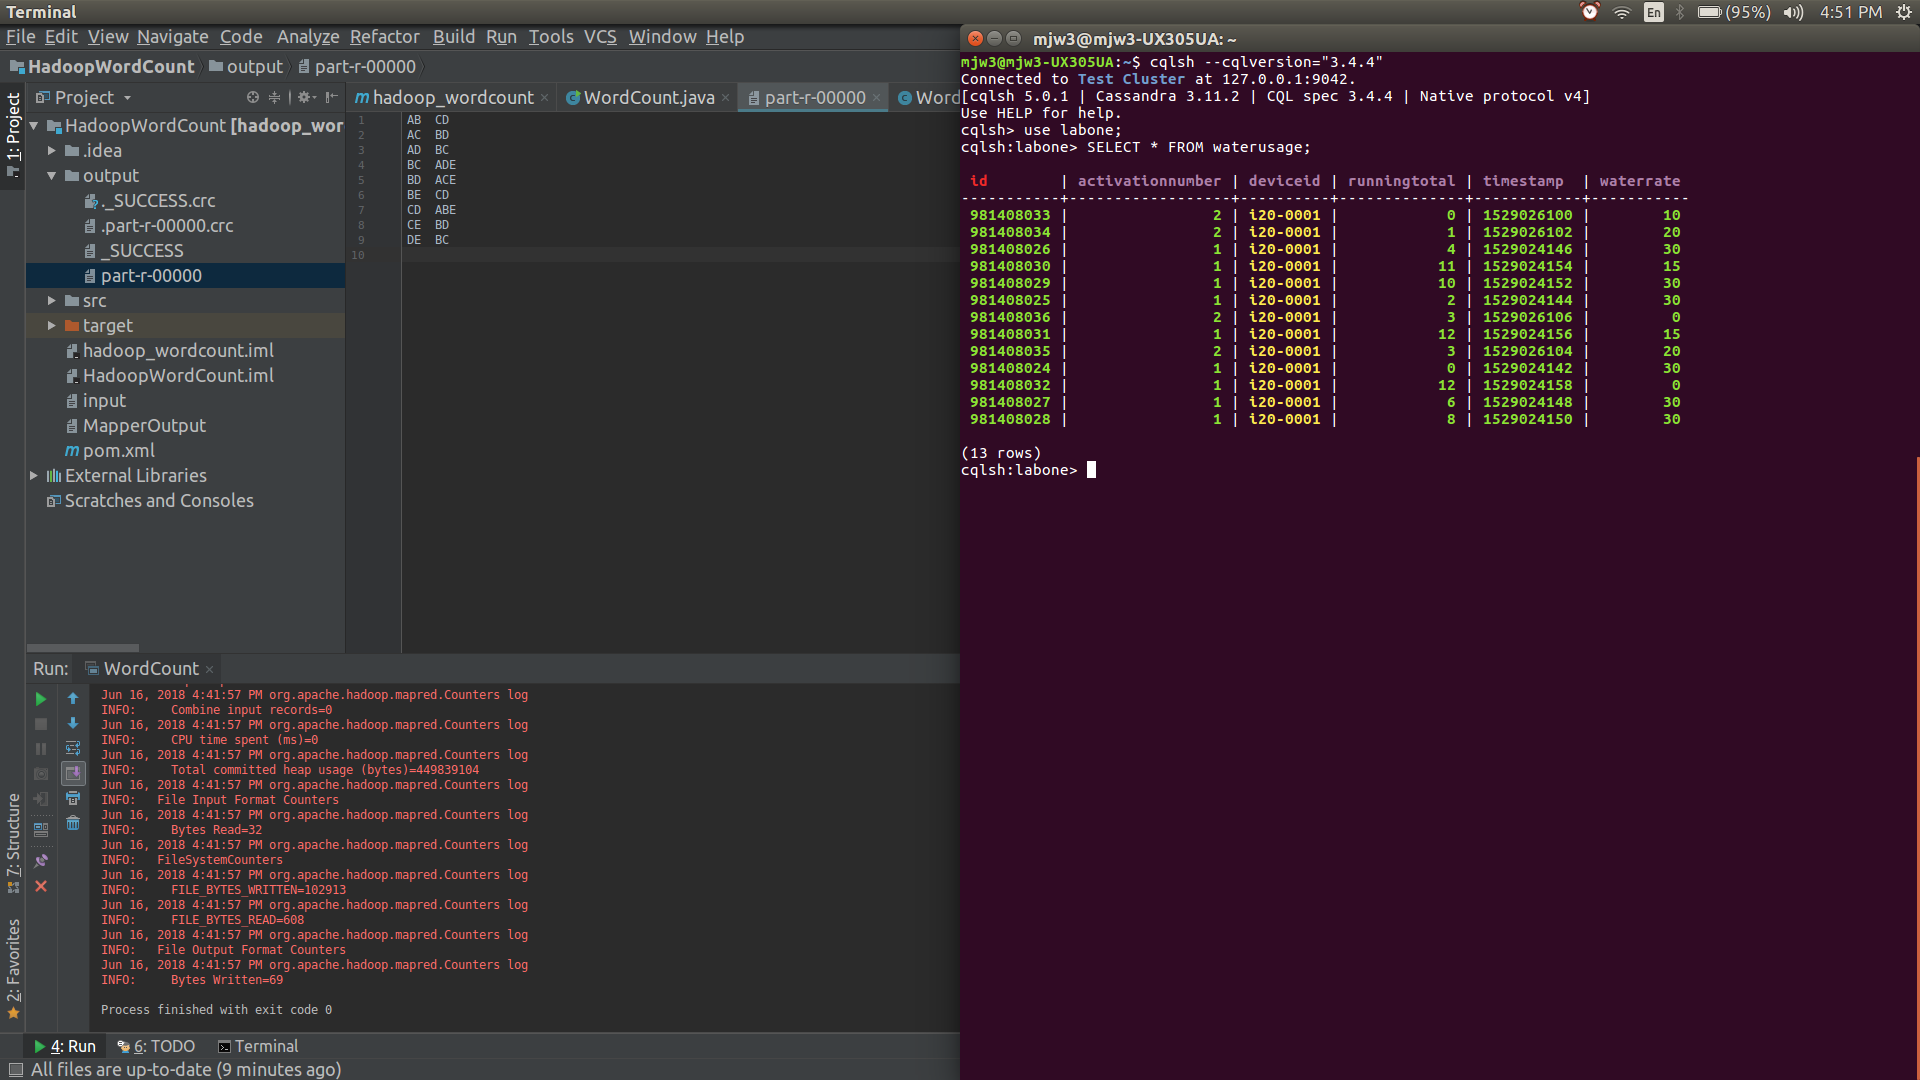 Terminal
En
(95%)
4:51 PM
File Edit View Navigate Code Analyze Refactor Build Run Tools VCS Window Help
HadoopWordCount output part-r-00000
1: Project
7: Structure
2: Favorites
Project
HadoopWordCount [hadoop_wor
.idea
output
._SUCCESS.crc
.part-r-00000.crc
_SUCCESS
part-r-00000
src
target
hadoop_wordcount.iml
HadoopWordCount.iml
input
MapperOutput
pom.xml
External Libraries
Scratches and Consoles
hadoop_wordcount × WordCount.java × part-r-00000 × Word
1 AB CD
2 AC BD
3 AD BC
4 BC ADE
5 BD ACE
6 BE CD
7 CD ABE
8 CE BD
9 DE BC
10
Run: WordCount ×
Jun 16, 2018 4:41:57 PM org.apache.hadoop.mapred.Counters log
INFO: Combine input records=0
Jun 16, 2018 4:41:57 PM org.apache.hadoop.mapred.Counters log
INFO: CPU time spent (ms)=0
Jun 16, 2018 4:41:57 PM org.apache.hadoop.mapred.Counters log
INFO: Total committed heap usage (bytes)=449839104
Jun 16, 2018 4:41:57 PM org.apache.hadoop.mapred.Counters log
INFO: File Input Format Counters
Jun 16, 2018 4:41:57 PM org.apache.hadoop.mapred.Counters log
INFO: Bytes Read=32
Jun 16, 2018 4:41:57 PM org.apache.hadoop.mapred.Counters log
INFO: FileSystemCounters
Jun 16, 2018 4:41:57 PM org.apache.hadoop.mapred.Counters log
INFO: FILE_BYTES_WRITTEN=102913
Jun 16, 2018 4:41:57 PM org.apache.hadoop.mapred.Counters log
INFO: FILE_BYTES_READ=608
Jun 16, 2018 4:41:57 PM org.apache.hadoop.mapred.Counters log
INFO: File Output Format Counters
Jun 16, 2018 4:41:57 PM org.apache.hadoop.mapred.Counters log
INFO: Bytes Written=69
Process finished with exit code 0
4: Run 6: TODO Terminal
All files are up-to-date (9 minutes ago)
mjw3@mjw3-UX305UA: ~
mjw3@mjw3-UX305UA:~$ cqlsh --cqlversion="3.4.4"
Connected to Test Cluster at 127.0.0.1:9042.
[cqlsh 5.0.1 | Cassandra 3.11.2 | CQL spec 3.4.4 | Native protocol v4]
Use HELP for help.
cqlsh> use labone;
cqlsh:labone> SELECT * FROM waterusage;
id | activationnumber | deviceid | runningtotal | timestamp | waterrate
-----------+------------------+----------+--------------+------------+-----------
981408033 | 2 | i20-0001 | 0 | 1529026100 | 10
981408034 | 2 | i20-0001 | 1 | 1529026102 | 20
981408026 | 1 | i20-0001 | 4 | 1529024146 | 30
981408030 | 1 | i20-0001 | 11 | 1529024154 | 15
981408029 | 1 | i20-0001 | 10 | 1529024152 | 30
981408025 | 1 | i20-0001 | 2 | 1529024144 | 30
981408036 | 2 | i20-0001 | 3 | 1529026106 | 0
981408031 | 1 | i20-0001 | 12 | 1529024156 | 15
981408035 | 2 | i20-0001 | 3 | 1529026104 | 20
981408024 | 1 | i20-0001 | 0 | 1529024142 | 30
981408032 | 1 | i20-0001 | 12 | 1529024158 | 0
981408027 | 1 | i20-0001 | 6 | 1529024148 | 30
981408028 | 1 | i20-0001 | 8 | 1529024150 | 30
(13 rows)
cqlsh:labone>